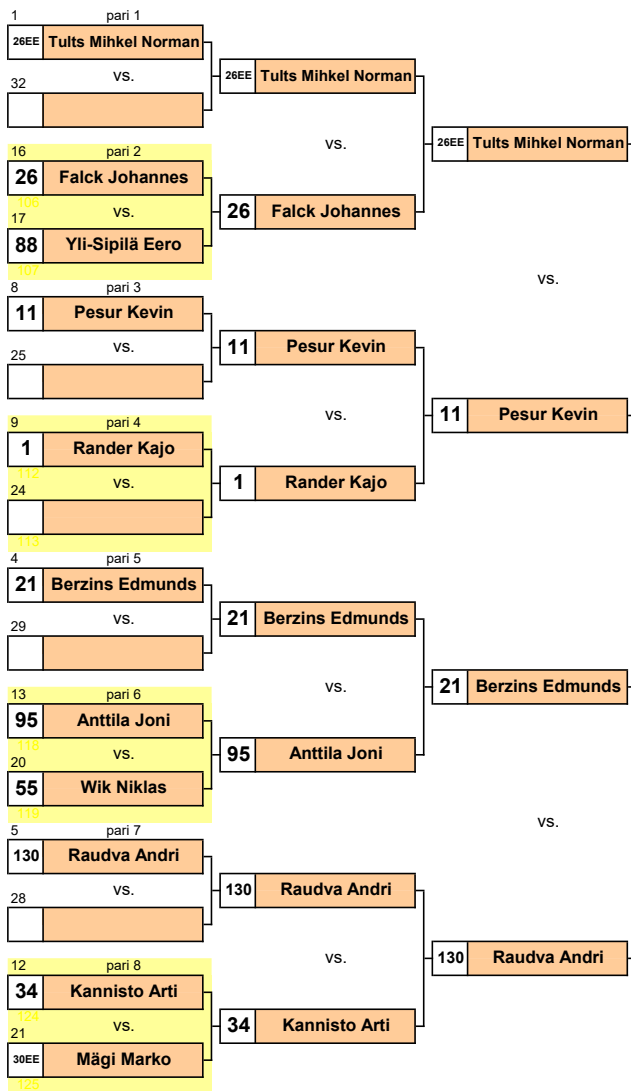 1 pari 1
26EE Tults Mihkel Norman
vs.
32
26EE Tults Mihkel Norman
vs.
26EE Tults Mihkel Norman
16 pari 2
26 Falck Johannes
106
17 vs.
88 Yli-Sipilä Eero
107
26 Falck Johannes
vs.
8 pari 3
11 Pesur Kevin
25 vs.
11 Pesur Kevin
vs.
11 Pesur Kevin
9 pari 4
1 Rander Kajo
112
24 vs.
113
1 Rander Kajo
4 pari 5
21 Berzins Edmunds
29 vs.
21 Berzins Edmunds
vs.
21 Berzins Edmunds
13 pari 6
95 Anttila Joni
118
20 vs.
55 Wik Niklas
119
95 Anttila Joni
vs.
5 pari 7
130 Raudva Andri
28 vs.
130 Raudva Andri
vs.
130 Raudva Andri
12 pari 8
34 Kannisto Arti
124
21 vs.
30EE Mägi Marko
125
34 Kannisto Arti